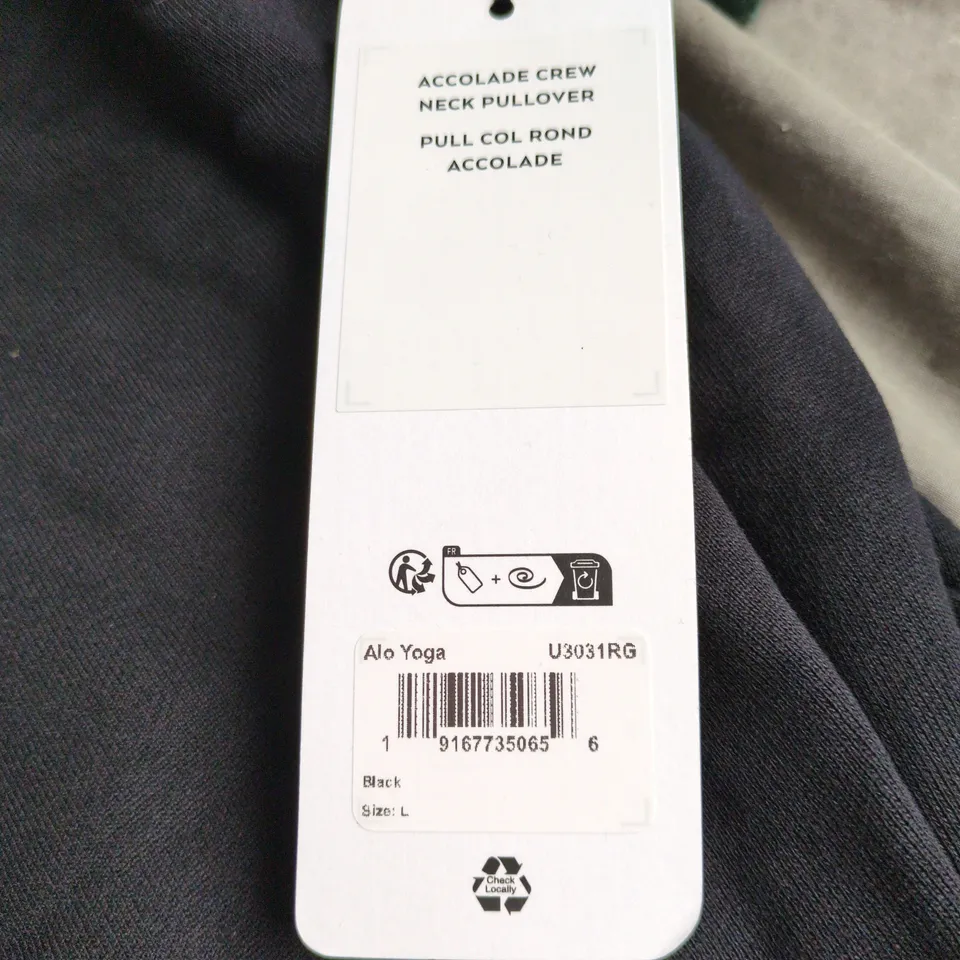 ACCOLADE CREW
NECK PULLOVER
PULL COL ROND
ACCOLADE
FR
Alo Yoga U3031RG
1 9167735065 6
Black
Size: L
Check
Locally